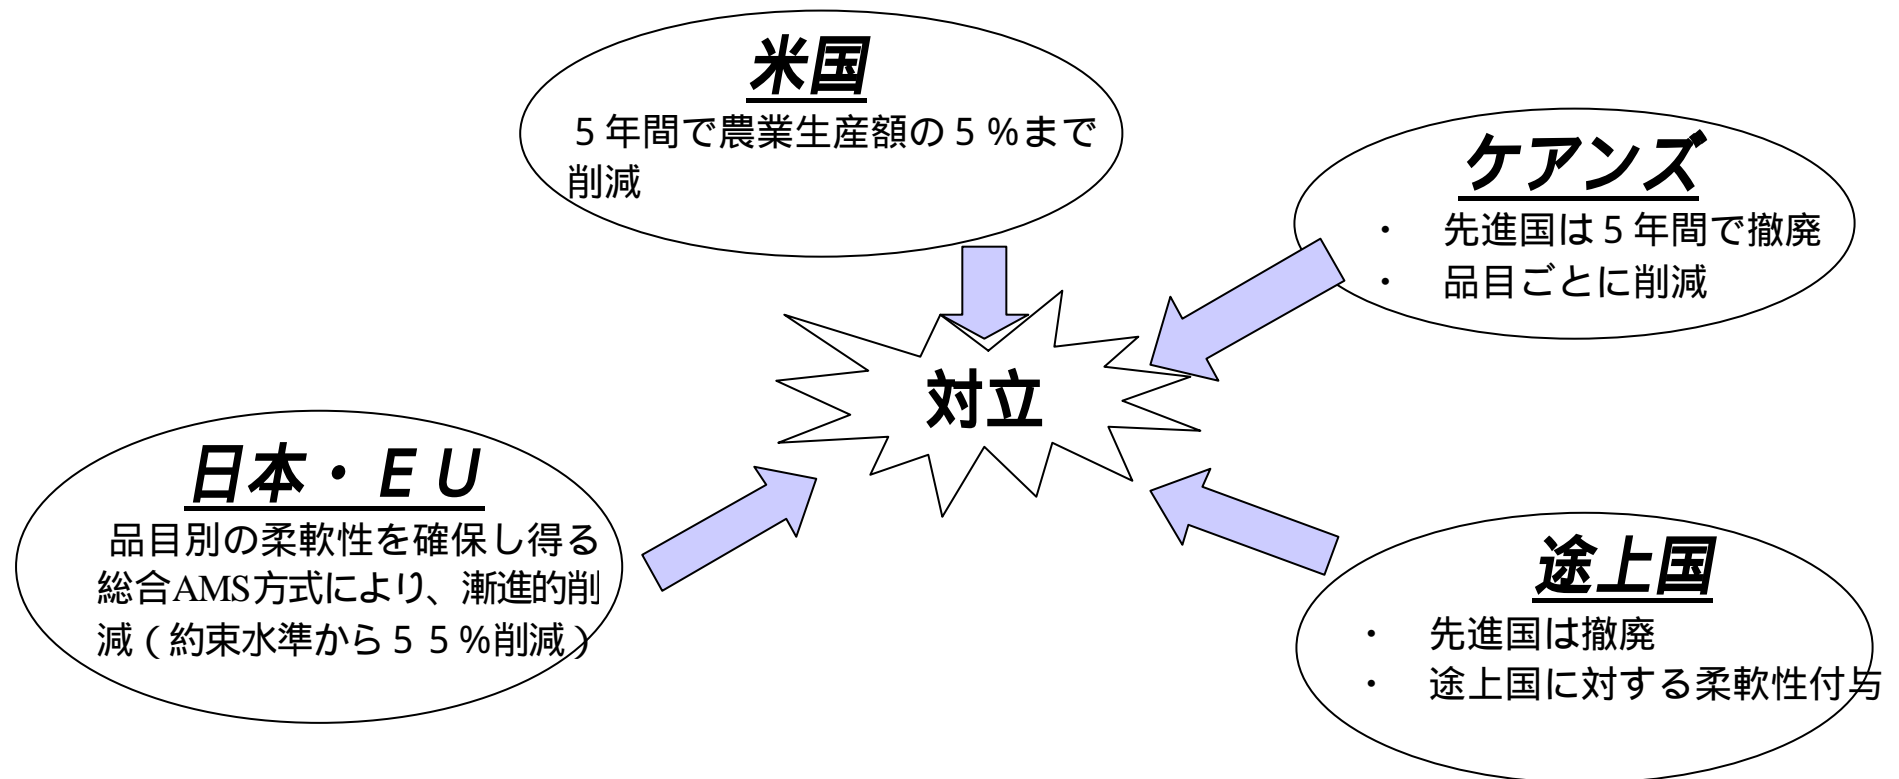 米国
５年間で農業生産額の５％まで
削減
ケアンズ
・　先進国は５年間で撤廃
・　品目ごとに削減
対立
日本・ＥＵ
品目別の柔軟性を確保し得る
総合AMS方式により、漸進的削
減（約束水準から５５％削減）
途上国
・　先進国は撤廃
・　途上国に対する柔軟性付与